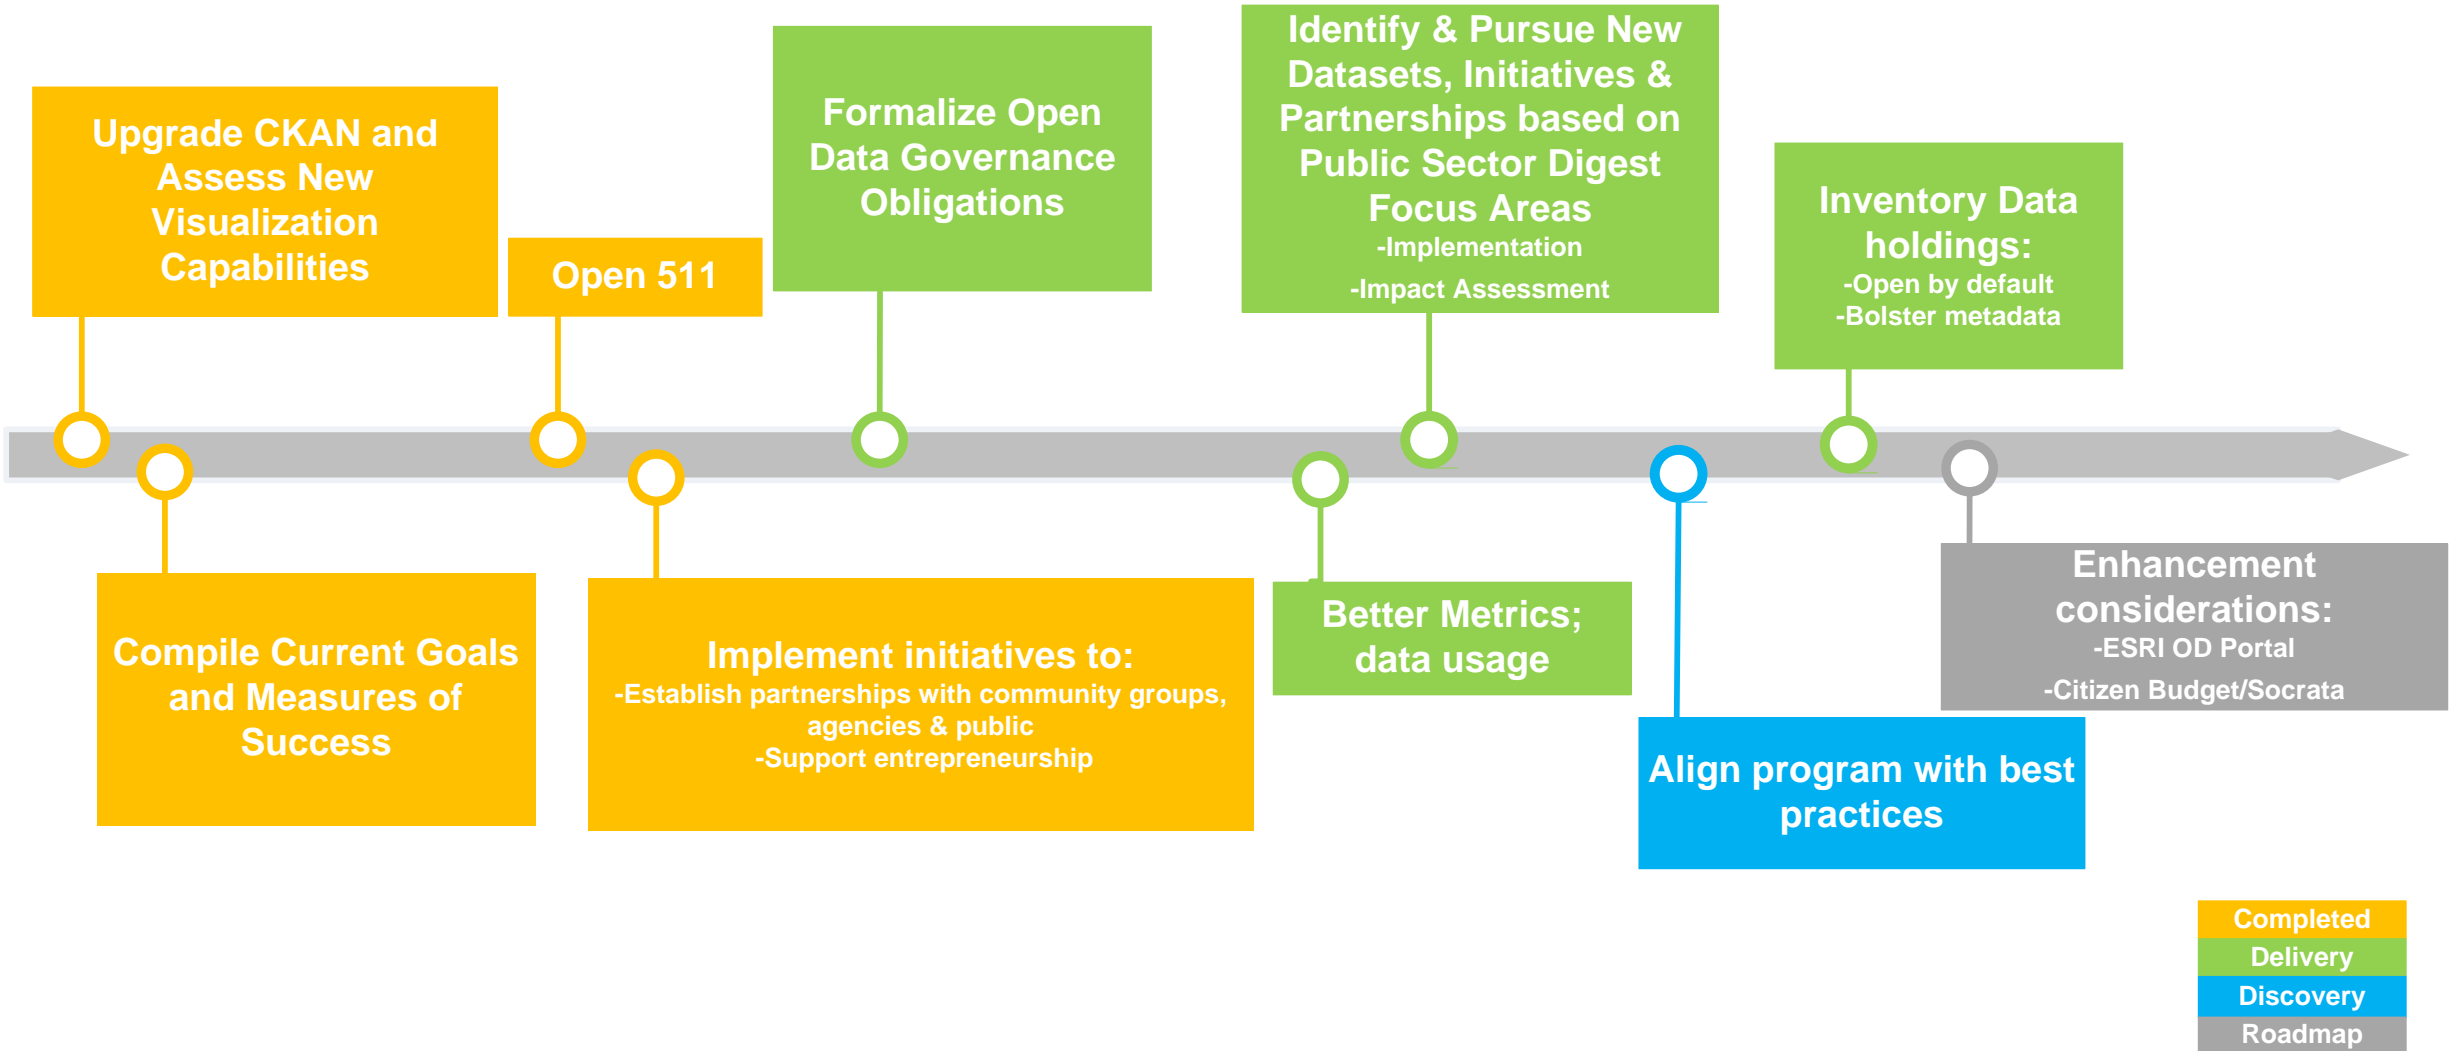 Upgrade CKAN and
Assess New
Visualization
Capabilities
Open 511
Formalize Open
Data Governance
Obligations
Identify & Pursue New
Datasets, Initiatives &
Partnerships based on
Public Sector Digest
Focus Areas
-Implementation
-Impact Assessment
Inventory Data
holdings:
-Open by default
-Bolster metadata
Compile Current Goals
and Measures of
Success
Implement initiatives to:
-Establish partnerships with community groups,
agencies & public
-Support entrepreneurship
Better Metrics;
data usage
Align program with best
practices
Enhancement
considerations:
-ESRI OD Portal
-Citizen Budget/Socrata
Completed
Delivery
Discovery
Roadmap